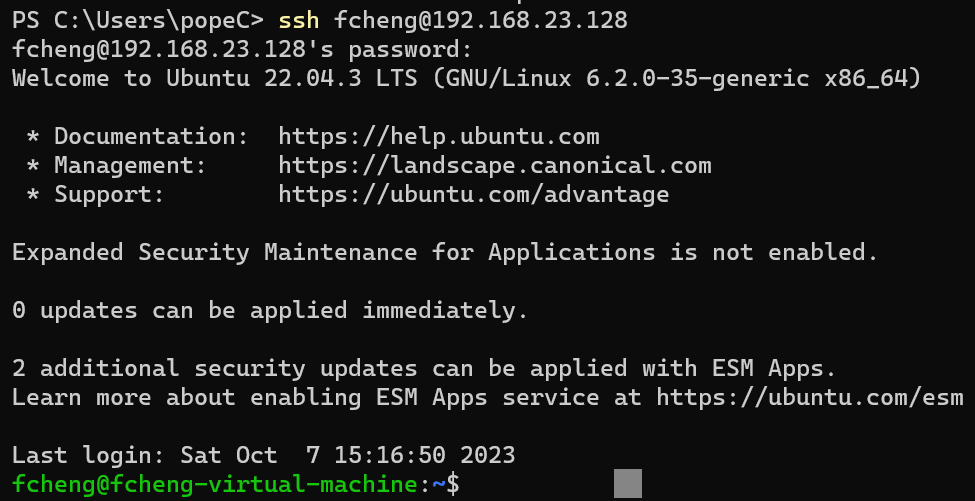 PS C:\Users\popeC> ssh fcheng@192.168.23.128
fcheng@192.168.23.128's password:
Welcome to Ubuntu 22.04.3 LTS (GNU/Linux 6.2.0-35-generic x86_64)
* Documentation:  https://help.ubuntu.com
* Management:     https://landscape.canonical.com
* Support:        https://ubuntu.com/advantage
Expanded Security Maintenance for Applications is not enabled.
0 updates can be applied immediately.
2 additional security updates can be applied with ESM Apps.
Learn more about enabling ESM Apps service at https://ubuntu.com/esm
Last login: Sat Oct  7 15:16:50 2023
fcheng@fcheng-virtual-machine:~$